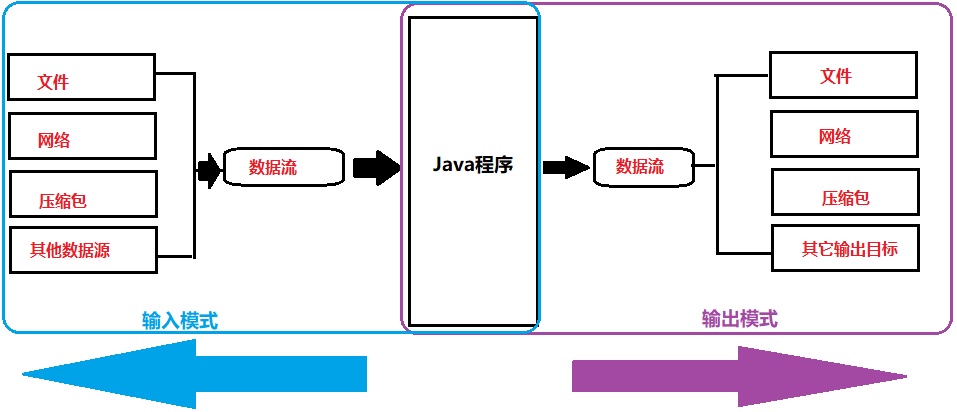 文件
网络
压缩包
其他数据源
数据流
Java程序
数据流
文件
网络
压缩包
其它输出目标
输入模式
输出模式